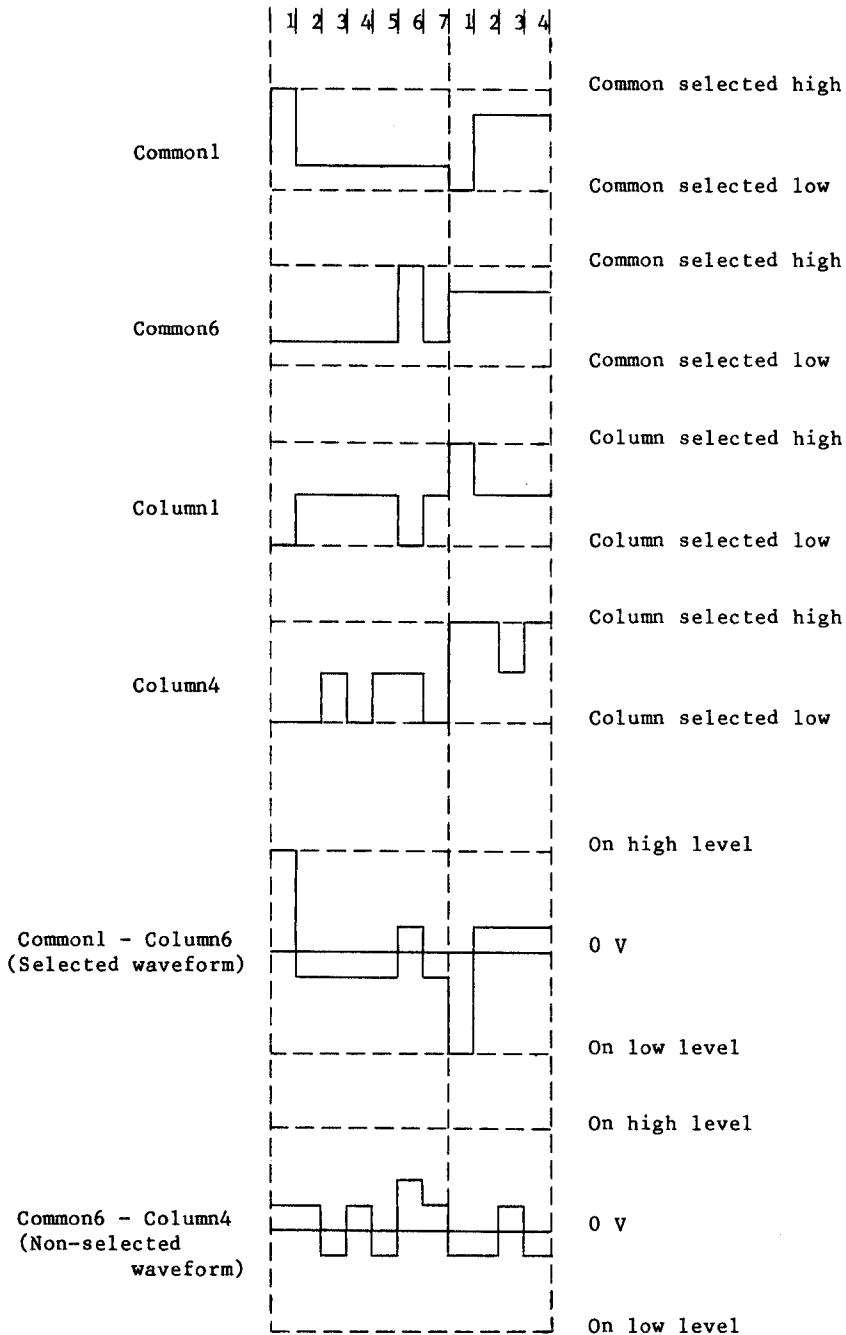 1 2 3 4 5 6 7 1 2 3 4
Common selected high
Common1
Common selected low
Common selected high
Common6
Common selected low
Column selected high
Column1
Column selected low
Column selected high
Column4
Column selected low
On high level
Common1 - Column6
0 V
(Selected waveform)
On low level
On high level
Common6 - Column4
0 V
(Non-selected
waveform)
On low level